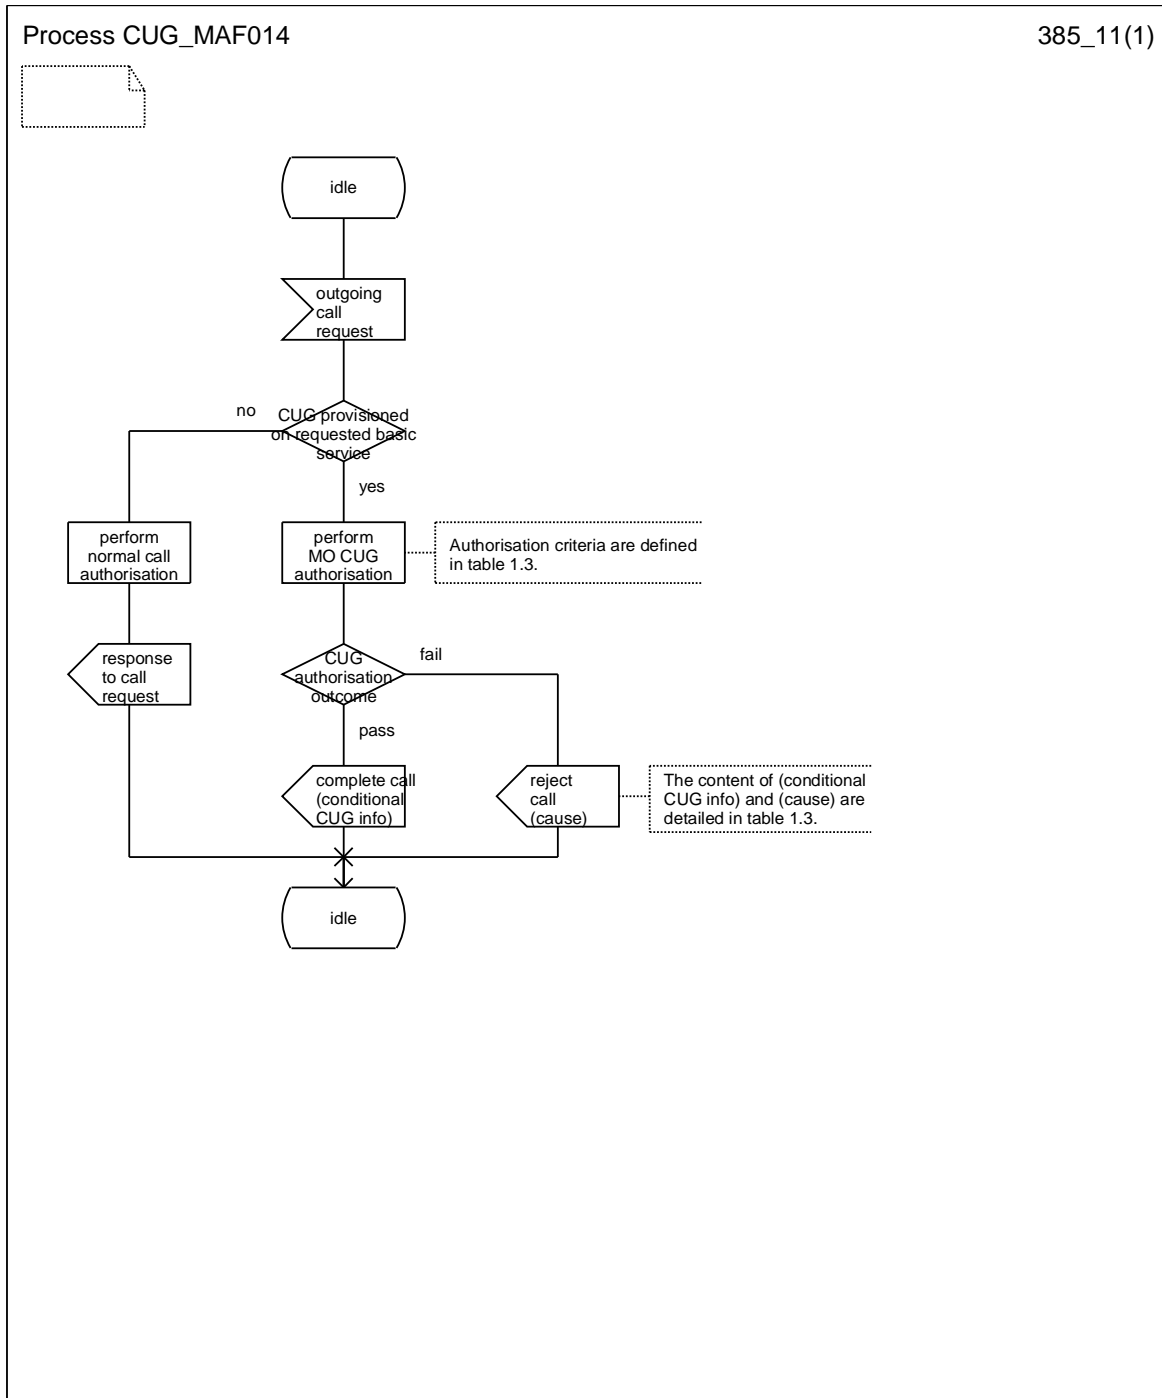 Process CUG_MAF014
385_11(1)
idle
outgoing
call
request
no
CUG provisioned
on requested basic
service
yes
perform
normal call
authorisation
perform
MO CUG
authorisation
Authorisation criteria are defined
in table 1.3.
response
to call
request
CUG
authorisation
outcome
fail
pass
complete call
(conditional
CUG info)
reject
call
(cause)
The content of (conditional
CUG info) and (cause) are
detailed in table 1.3.
idle